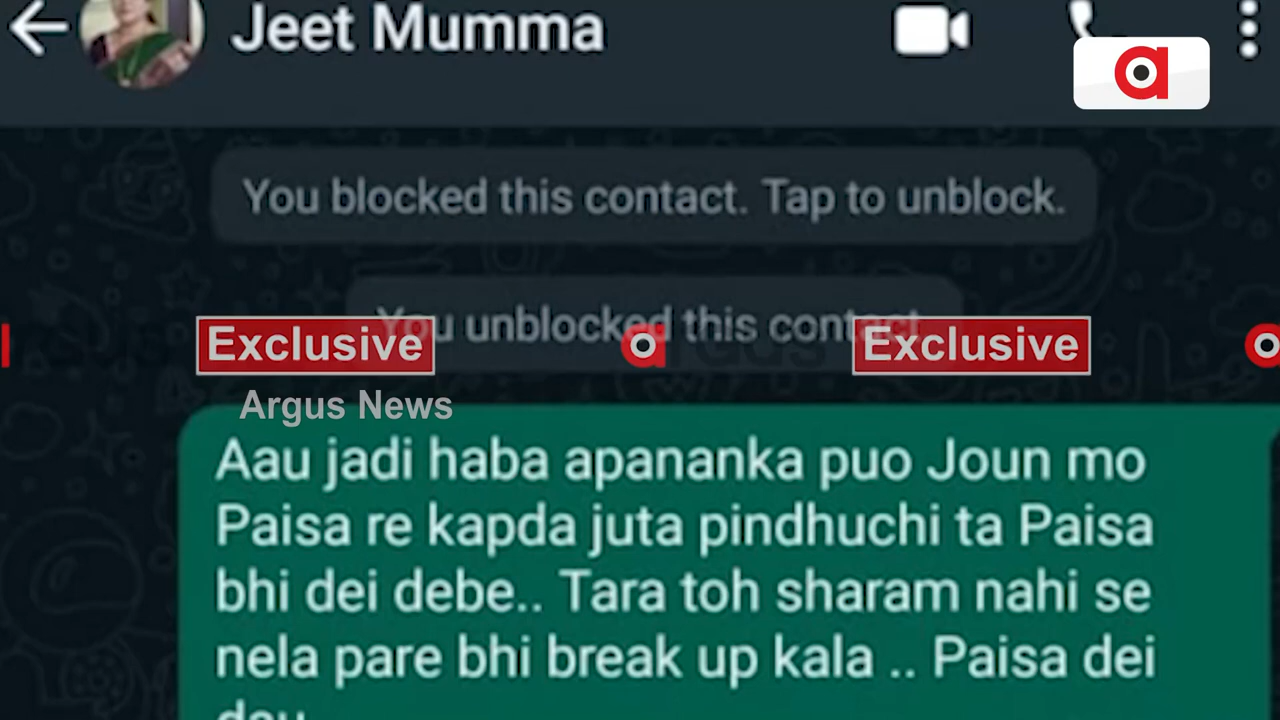 Jeet Mumma
a
You blocked this contact. Tap to unblock.
You unblocked this contact.
Exclusive
Exclusive
Argus News
Aau jadi haba apananka puo Joun mo
Paisa re kapda juta pindhuchi ta Paisa
bhi dei debe.. Tara toh sharam nahi se
nela pare bhi break up kala .. Paisa dei